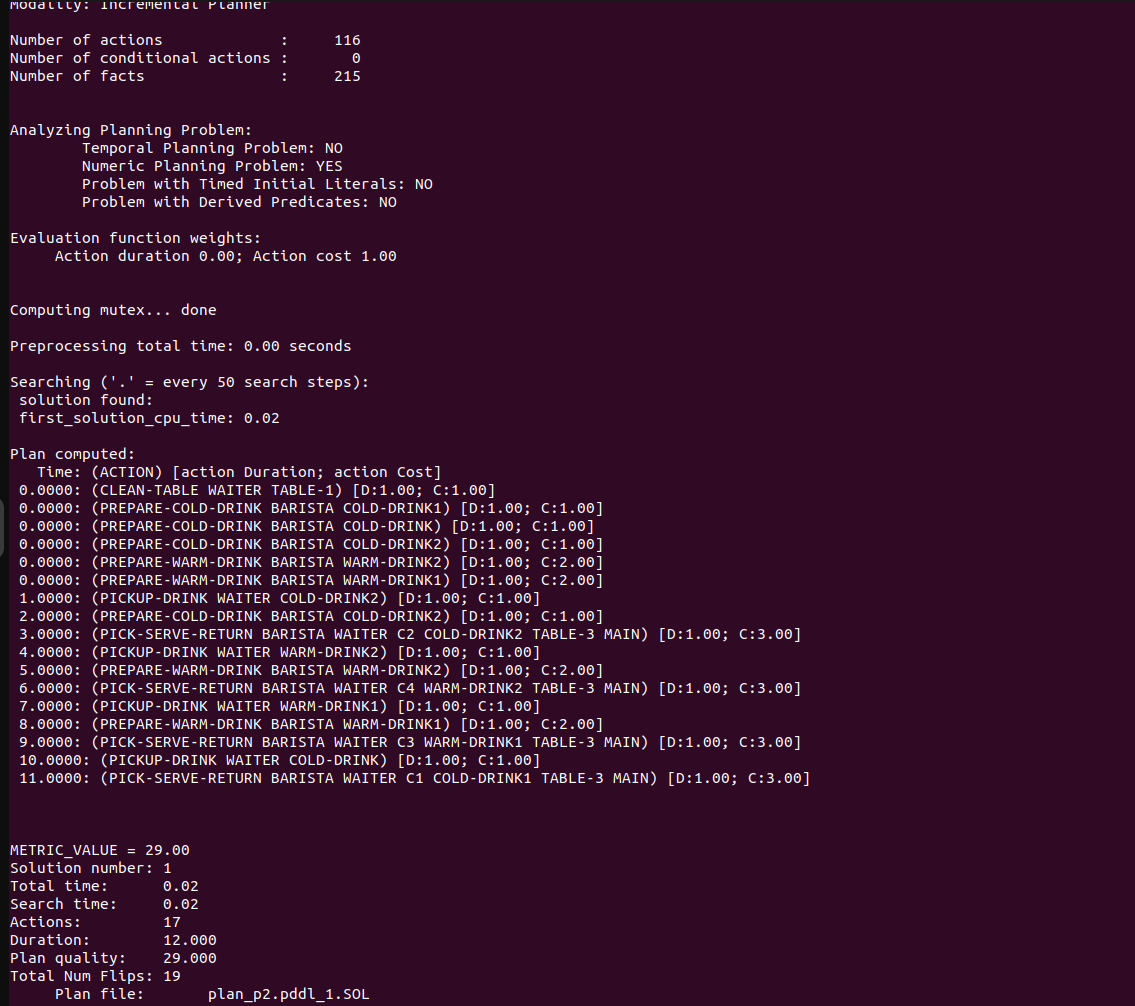 Modality: Incremental Planner
Number of actions             :     116
Number of conditional actions :       0
Number of facts               :     215
Analyzing Planning Problem:
        Temporal Planning Problem: NO
        Numeric Planning Problem: YES
        Problem with Timed Initial Literals: NO
        Problem with Derived Predicates: NO
Evaluation function weights:
     Action duration 0.00; Action cost 1.00
Computing mutex... done
Preprocessing total time: 0.00 seconds
Searching ('.' = every 50 search steps):
 solution found:
 first_solution_cpu_time: 0.02
Plan computed:
   Time: (ACTION) [action Duration; action Cost]
 0.0000: (CLEAN-TABLE WAITER TABLE-1) [D:1.00; C:1.00]
 0.0000: (PREPARE-COLD-DRINK BARISTA COLD-DRINK1) [D:1.00; C:1.00]
 0.0000: (PREPARE-COLD-DRINK BARISTA COLD-DRINK) [D:1.00; C:1.00]
 0.0000: (PREPARE-COLD-DRINK BARISTA COLD-DRINK2) [D:1.00; C:1.00]
 0.0000: (PREPARE-WARM-DRINK BARISTA WARM-DRINK2) [D:1.00; C:2.00]
 0.0000: (PREPARE-WARM-DRINK BARISTA WARM-DRINK1) [D:1.00; C:2.00]
 1.0000: (PICKUP-DRINK WAITER COLD-DRINK2) [D:1.00; C:1.00]
 2.0000: (PREPARE-COLD-DRINK BARISTA COLD-DRINK2) [D:1.00; C:1.00]
 3.0000: (PICK-SERVE-RETURN BARISTA WAITER C2 COLD-DRINK2 TABLE-3 MAIN) [D:1.00; C:3.00]
 4.0000: (PICKUP-DRINK WAITER WARM-DRINK2) [D:1.00; C:1.00]
 5.0000: (PREPARE-WARM-DRINK BARISTA WARM-DRINK2) [D:1.00; C:2.00]
 6.0000: (PICK-SERVE-RETURN BARISTA WAITER C4 WARM-DRINK2 TABLE-3 MAIN) [D:1.00; C:3.00]
 7.0000: (PICKUP-DRINK WAITER WARM-DRINK1) [D:1.00; C:1.00]
 8.0000: (PREPARE-WARM-DRINK BARISTA WARM-DRINK1) [D:1.00; C:2.00]
 9.0000: (PICK-SERVE-RETURN BARISTA WAITER C3 WARM-DRINK1 TABLE-3 MAIN) [D:1.00; C:3.00]
 10.0000: (PICKUP-DRINK WAITER COLD-DRINK) [D:1.00; C:1.00]
 11.0000: (PICK-SERVE-RETURN BARISTA WAITER C1 COLD-DRINK1 TABLE-3 MAIN) [D:1.00; C:3.00]
METRIC_VALUE = 29.00
Solution number: 1
Total time:      0.02
Search time:     0.02
Actions:         17
Duration:        12.000
Plan quality:    29.000
Total Num Flips: 19
     Plan file:       plan_p2.pddl_1.SOL